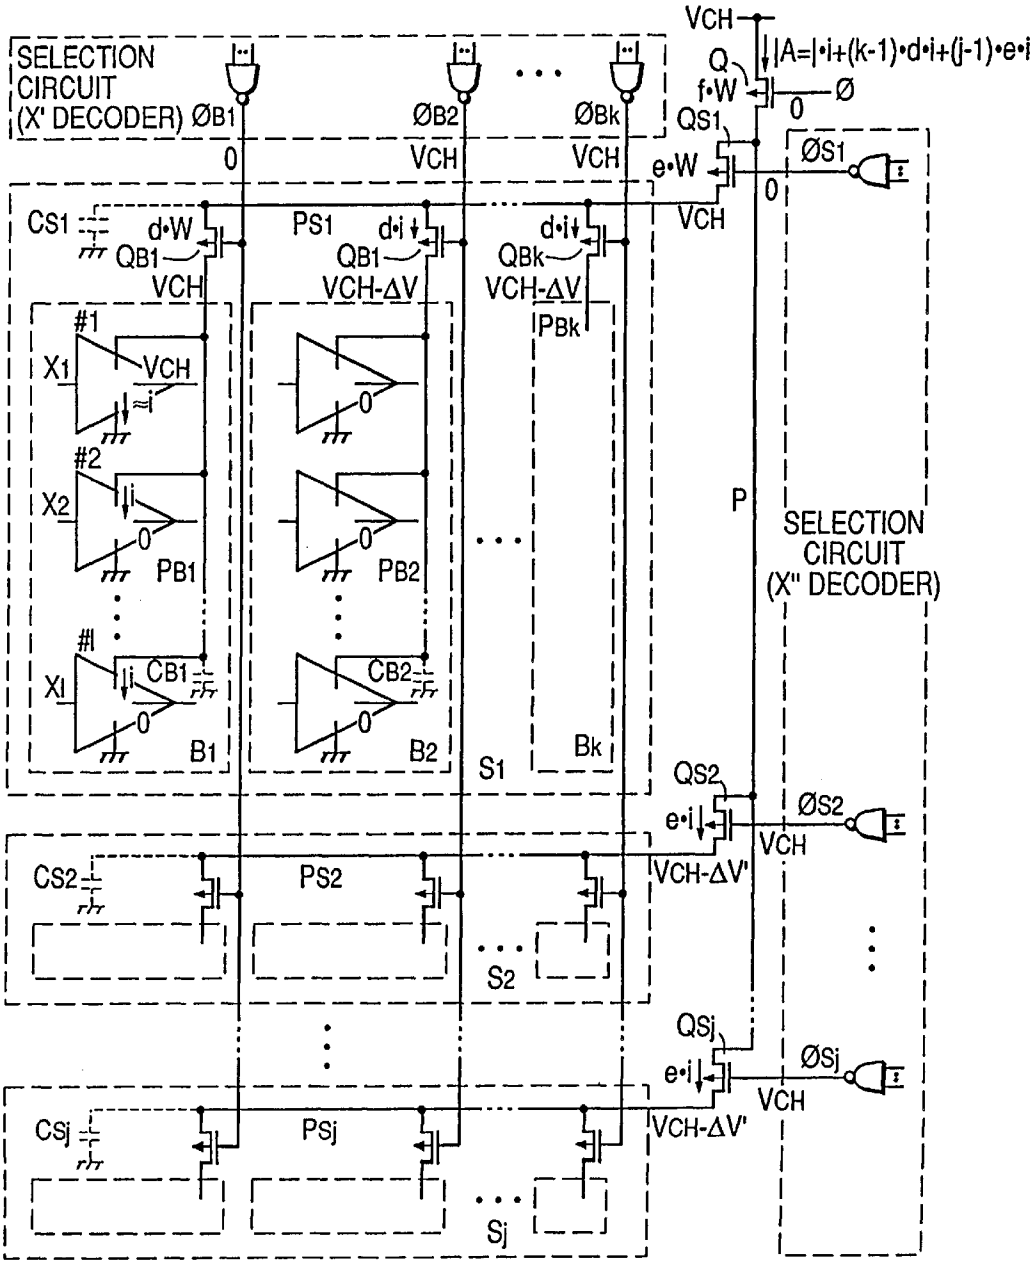 VCH
IA=l•i+(k-1)•d•i+(j-1)•e•i
SELECTION
CIRCUIT
(X' DECODER)
ØB1
ØB2
• • •
ØBk
Q
f•W
0
Ø
0
VCH
VCH
QS1
e•W
0
ØS1
VCH
CS1
PS1
d•W
QB1
VCH
d•i
QB1
VCH-ΔV
d•i
QBk
VCH-ΔV
PBk
#1
X1
VCH
≈i
0
#2
X2
i
0
PB1
0
PB2
• • •
P
SELECTION
CIRCUIT
(X" DECODER)
#l
Xl
i
0
CB1
B1
0
CB2
B2
Bk
S1
QS2
e•i
ØS2
VCH
VCH-ΔV'
CS2
PS2
• • •
S2
QSj
e•i
ØSj
VCH
VCH-ΔV'
CSj
PSj
• • •
Sj